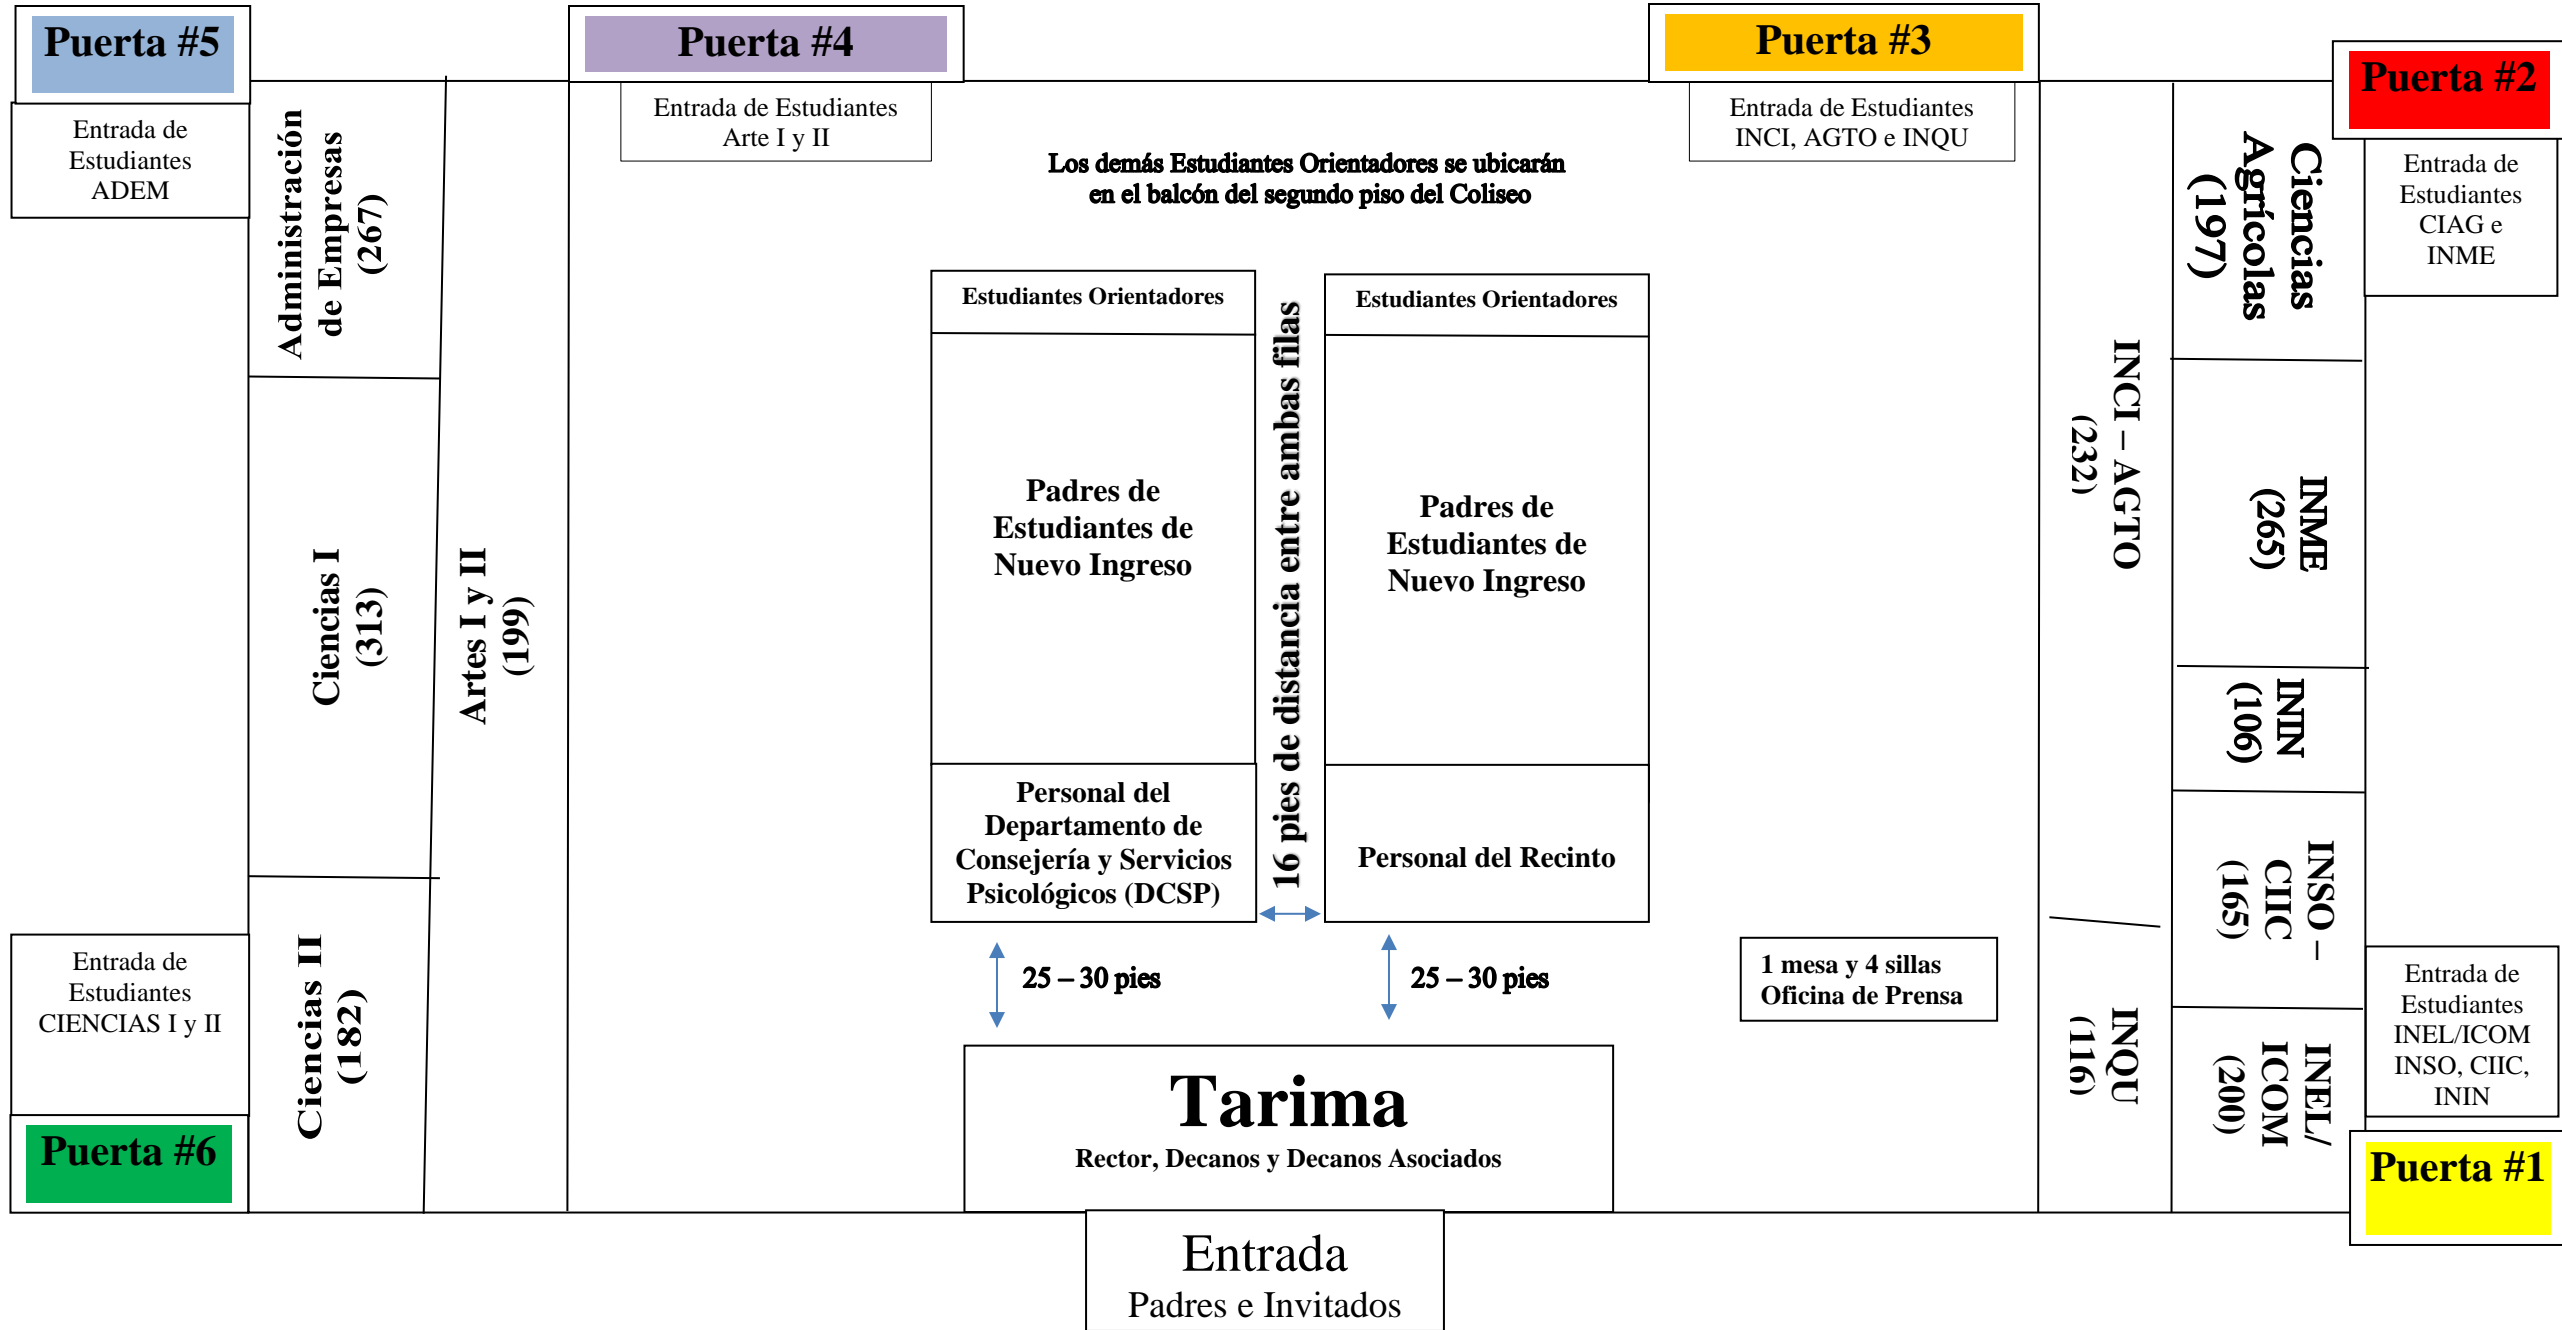 Puerta #5
Puerta #4
Puerta #3
Puerta #2
Entrada de
Estudiantes
ADEM
Entrada de Estudiantes
Arte I y II
Entrada de Estudiantes
INCI, AGTO e INQU
Entrada de
Estudiantes
CIAG e
INME
Los demás Estudiantes Orientadores se ubicarán
en el balcón del segundo piso del Coliseo
Administración
de Empresas
(267)
Ciencias I
(313)
Ciencias II
(182)
Artes I y II
(199)
Estudiantes Orientadores
Padres de
Estudiantes de
Nuevo Ingreso
Personal del
Departamento de
Consejería y Servicios
Psicológicos (DCSP)
16 pies de distancia entre ambas filas
Estudiantes Orientadores
Padres de
Estudiantes de
Nuevo Ingreso
Personal del Recinto
25 – 30 pies
25 – 30 pies
1 mesa y 4 sillas
Oficina de Prensa
INCI – AGTO
(232)
INQU
(116)
Ciencias
Agrícolas
(197)
INME
(265)
ININ
(106)
INSO –
CIIC
(165)
INEL/
ICOM
(200)
Entrada de
Estudiantes
CIENCIAS I y II
Puerta #6
Entrada de
Estudiantes
INEL/ICOM
INSO, CIIC,
ININ
Puerta #1
Tarima
Rector, Decanos y Decanos Asociados
Entrada
Padres e Invitados